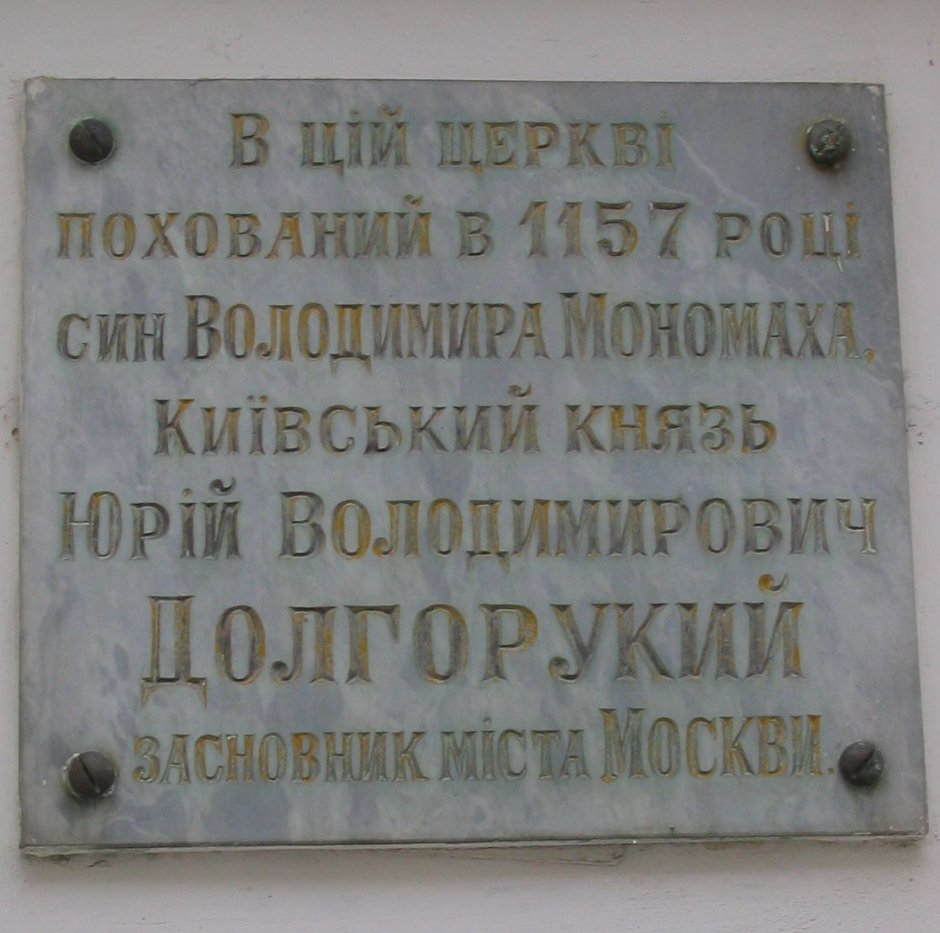 В ЦІЙ ЦЕРКВІ
ПОХОВАНИЙ В 1157 РОЦІ
СИН ВОЛОДИМИРА МОНОМАХА,
КИЇВСЬКИЙ КНЯЗЬ
ЮРІЙ ВОЛОДИМИРОВИЧ
ДОЛГОРУКИЙ
ЗАСНОВНИК МІСТА МОСКВИ.